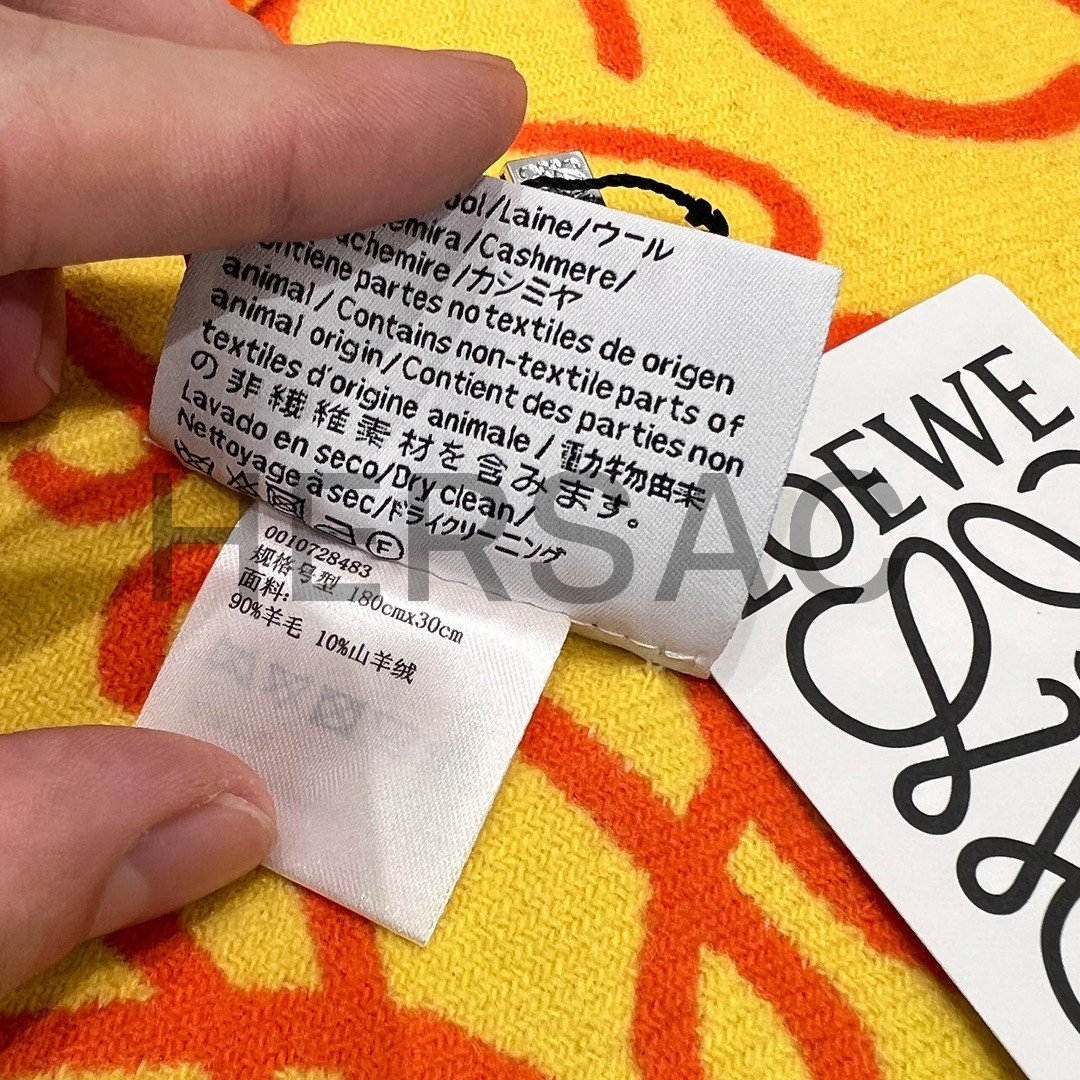 /Laine/ウール
/Cashmere/
/カシミヤ
partes no textiles de origen
animal/Contains non-textile parts of
animal origin/Contient des parties non
textiles d'origine animale/動物由来
の非繊維素材を含みます。
Lavado en seco/Dry clean/
Nettoyage à sec/ドライクリーニング
F
0010728483
规格号型 180cmx30cm
面料:
90%羊毛 10%山羊绒
LOEWE
HERSAC